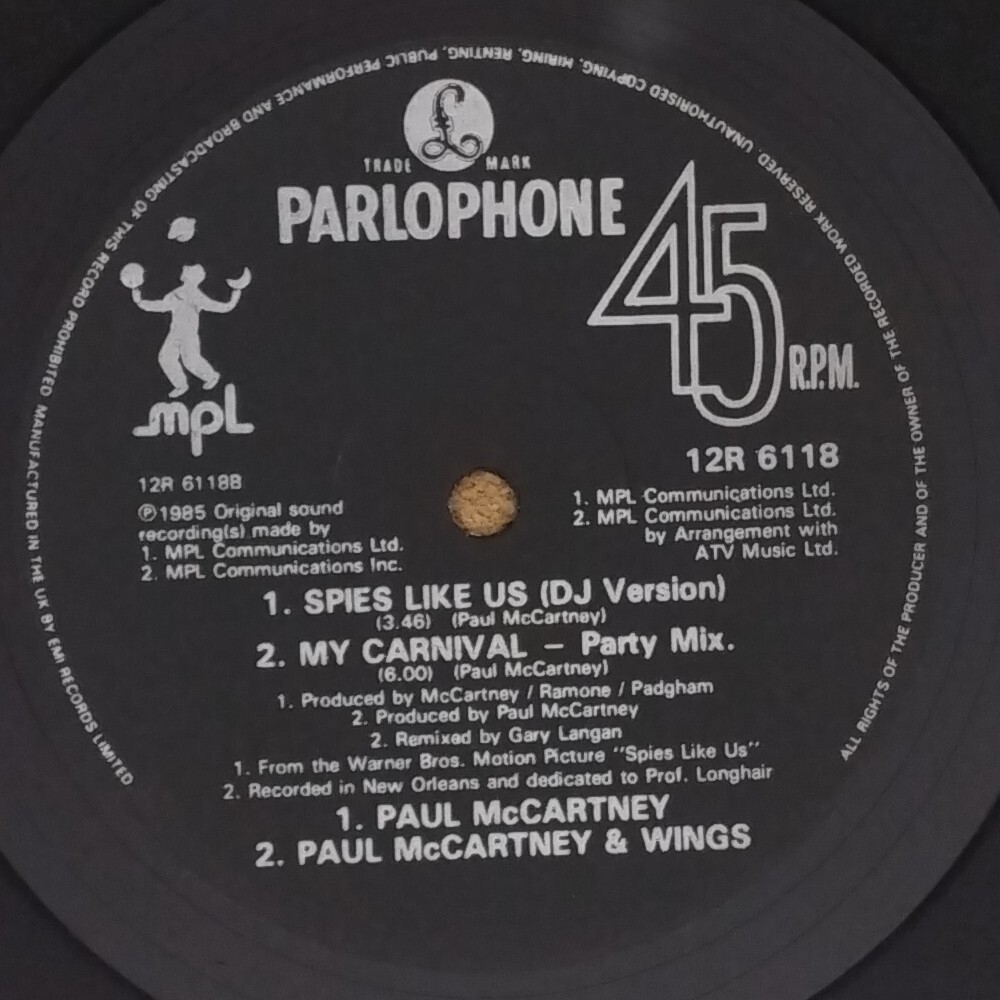 ALL RIGHTS OF THE PRODUCER AND OF THE OWNER OF THE RECORDED WORK RESERVED. UNAUTHORISED COPYING, HIRING, RENTING, PUBLIC PERFORMANCE AND BROADCASTING OF THIS RECORD PROHIBITED MANUFACTURED IN THE UK BY EMI RECORDS LIMITED
£
TRADE MARK
PARLOPHONE
45
R.P.M.
mpL
12R 6118
12R 6118B
℗1985 Original sound
recording(s) made by
1. MPL Communications Ltd.
2. MPL Communications Inc.
1. MPL Communications Ltd.
2. MPL Communications Ltd.
by Arrangement with
ATV Music Ltd.
1. SPIES LIKE US (DJ Version)
(3.46) (Paul McCartney)
2. MY CARNIVAL – Party Mix.
(6.00) (Paul McCartney)
1. Produced by McCartney / Ramone / Padgham
2. Produced by Paul McCartney
2. Remixed by Gary Langan
1. From the Warner Bros. Motion Picture "Spies Like Us"
2. Recorded in New Orleans and dedicated to Prof. Longhair
1. PAUL McCARTNEY
2. PAUL McCARTNEY & WINGS